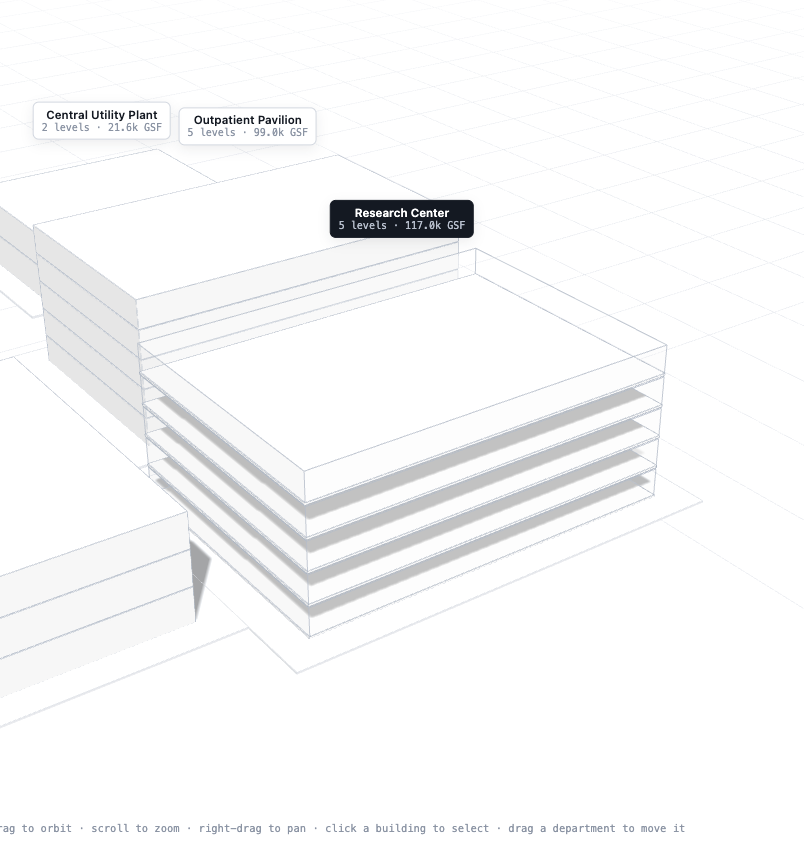 Central Utility Plant
2 levels · 21.6k GSF
Outpatient Pavilion
5 levels · 99.0k GSF
Research Center
5 levels · 117.0k GSF
to orbit · scroll to zoom · right-drag to pan · click a building to select · drag a department to move it